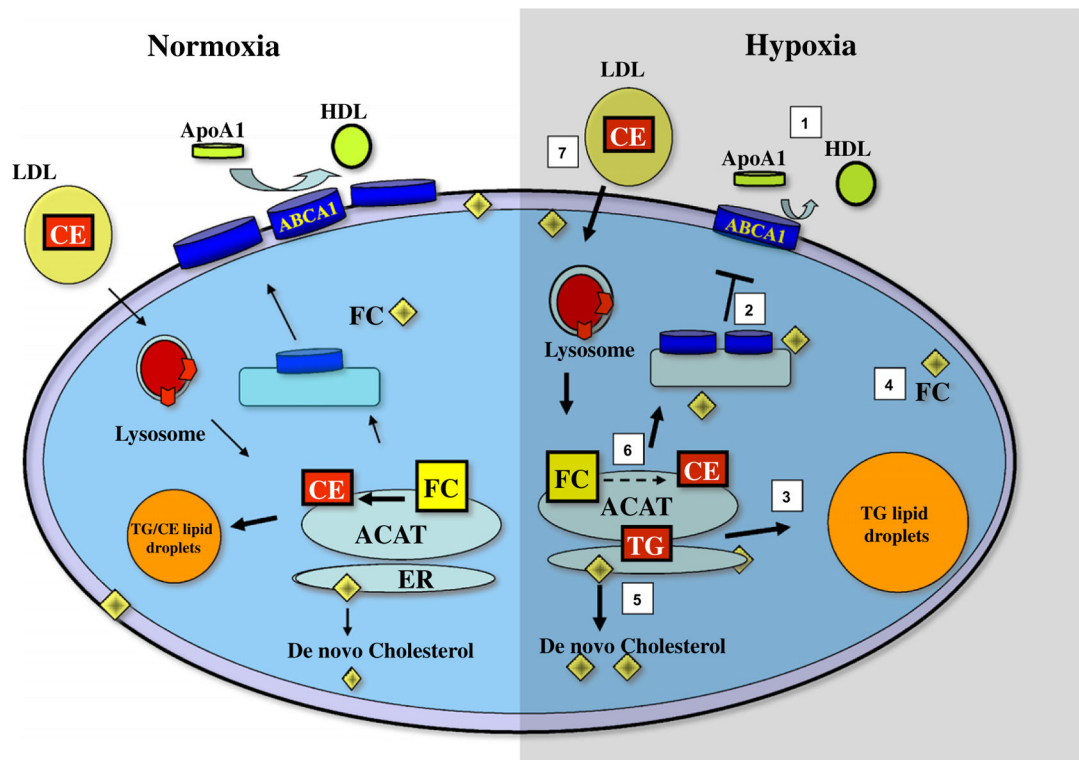 Normoxia
ApoA1
HDL
LDL
CE
ABCA1
FC
Lysosome
CE
FC
ACAT
TG/CE lipid
droplets
ER
De novo Cholesterol
Hypoxia
LDL
CE
7
1
ApoA1
HDL
ABCA1
2
Lysosome
4
FC
6
FC
CE
ACAT
3
TG
TG lipid
droplets
5
De novo Cholesterol